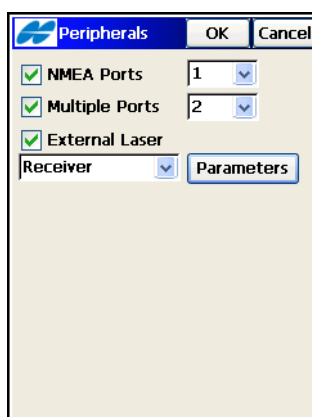 Peripherals OK Cancel
NMEA Ports 1
Multiple Ports 2
External Laser
Receiver Parameters